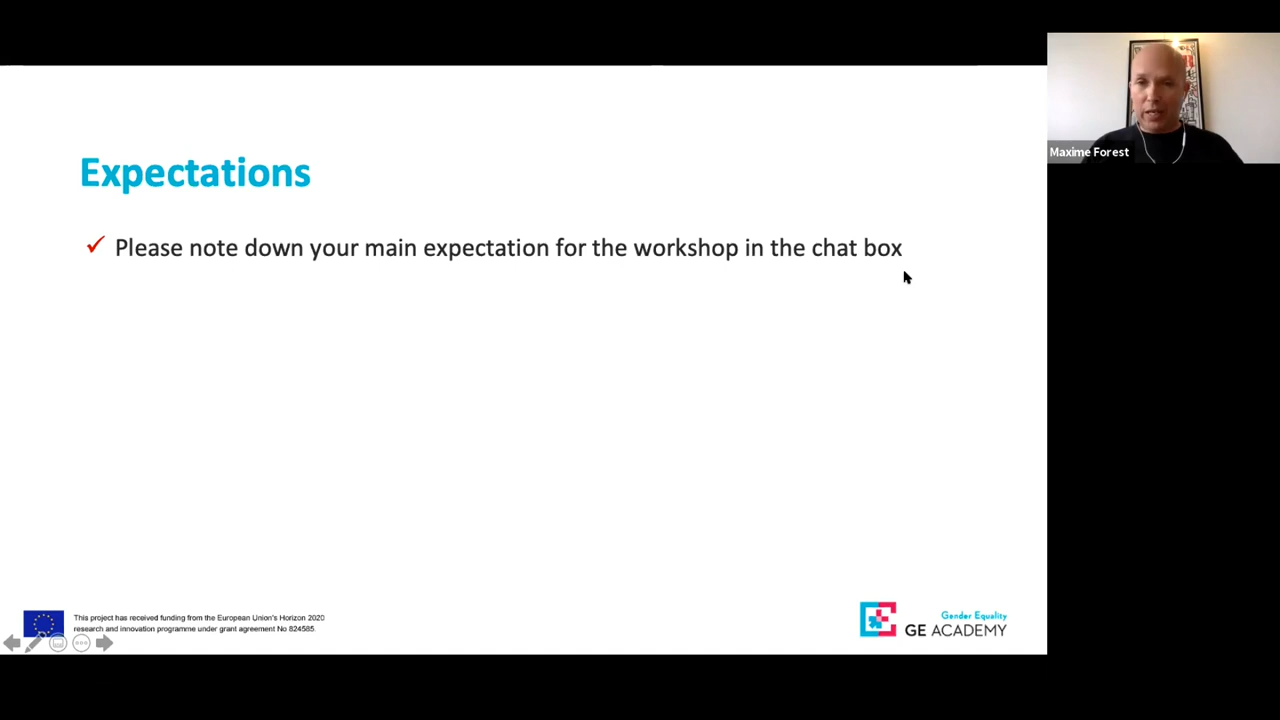 Expectations
✓ Please note down your main expectation for the workshop in the chat box
Maxime Forest
This project has received funding from the European Union's Horizon 2020
research and innovation programme under grant agreement No 824585.
Gender Equality
GE ACADEMY